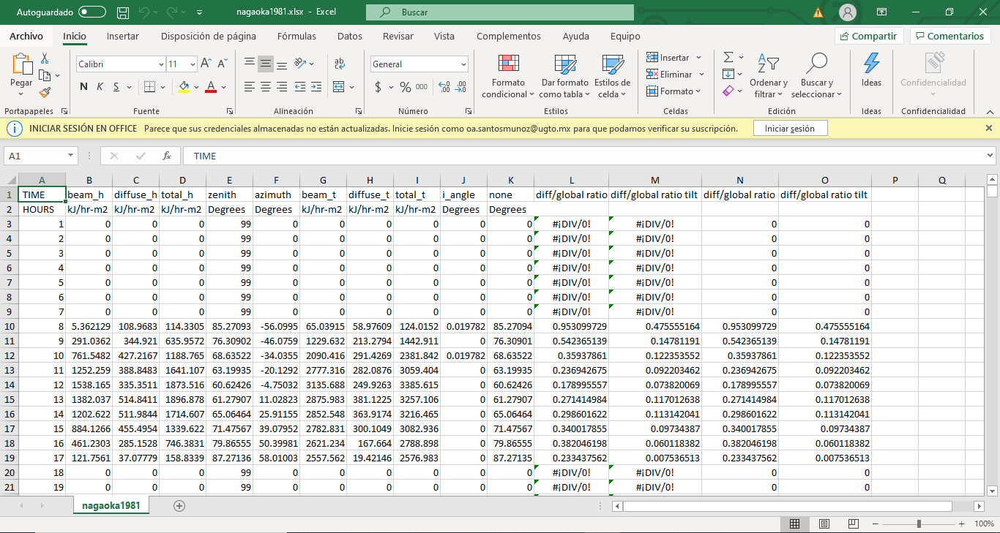 Autoguardado nagaoka1981.xlsx - Excel Buscar
Archivo Inicio Insertar Disposición de página Fórmulas Datos Revisar Vista Complementos Ayuda Equipo Compartir Comentarios
Pegar Calibri 11 A A ab General Formato condicional Dar formato como tabla Estilos de celda Insertar Eliminar Formato Ordenar y filtrar Buscar y seleccionar Ideas Confidencialidad
N K S A $ % 000
Portapapeles Fuente Alineación Número Estilos Celdas Edición Ideas Confidencialidad
INICIAR SESIÓN EN OFFICE Parece que sus credenciales almacenadas no están actualizadas. Inicie sesión como oa.santosmunoz@ugto.mx para que podamos verificar su suscripción. Iniciar sesión
A1 fx TIME
A B C D E F G H I J K L M N O P Q
1 TIME beam_h diffuse_h total_h zenith azimuth beam_t diffuse_t total_t i_angle none diff/global ratio diff/global ratio tilt diff/global ratio diff/global ratio tilt
2 HOURS kJ/hr-m2 kJ/hr-m2 kJ/hr-m2 Degrees Degrees kJ/hr-m2 kJ/hr-m2 kJ/hr-m2 Degrees Degrees
3 1 0 0 0 99 0 0 0 0 0 0 #¡DIV/0! #¡DIV/0! 0 0
4 2 0 0 0 99 0 0 0 0 0 0 #¡DIV/0! #¡DIV/0! 0 0
5 3 0 0 0 99 0 0 0 0 0 0 #¡DIV/0! #¡DIV/0! 0 0
6 4 0 0 0 99 0 0 0 0 0 0 #¡DIV/0! #¡DIV/0! 0 0
7 5 0 0 0 99 0 0 0 0 0 0 #¡DIV/0! #¡DIV/0! 0 0
8 6 0 0 0 99 0 0 0 0 0 0 #¡DIV/0! #¡DIV/0! 0 0
9 7 0 0 0 99 0 0 0 0 0 0 #¡DIV/0! #¡DIV/0! 0 0
10 8 5.362129 108.9683 114.3305 85.27093 -56.0995 65.03915 58.97609 124.0152 0.019782 85.27094 0.953099729 0.475555164 0.953099729 0.475555164
11 9 291.0362 344.921 635.9572 76.30902 -46.0759 1229.632 213.2794 1442.911 0 76.30901 0.542365139 0.14781191 0.542365139 0.14781191
12 10 761.5482 427.2167 1188.765 68.63522 -34.0355 2090.416 291.4269 2381.842 0.019782 68.63522 0.35937861 0.122353552 0.35937861 0.122353552
13 11 1252.259 388.8483 1641.107 63.19935 -20.1292 2777.316 282.0876 3059.404 0 63.19935 0.236942675 0.092203462 0.236942675 0.092203462
14 12 1538.165 335.3511 1873.516 60.62426 -4.75032 3135.688 249.9263 3385.615 0 60.62426 0.178995557 0.073820069 0.178995557 0.073820069
15 13 1382.037 514.8411 1896.878 61.27907 11.02823 2875.983 381.1225 3257.106 0 61.27907 0.271414984 0.117012638 0.271414984 0.117012638
16 14 1202.622 511.9844 1714.607 65.06464 25.91155 2852.548 363.9174 3216.465 0 65.06464 0.298601622 0.113142041 0.298601622 0.113142041
17 15 884.1266 455.4954 1339.622 71.47567 39.07952 2782.831 300.1049 3082.936 0 71.47567 0.340017855 0.09734387 0.340017855 0.09734387
18 16 461.2303 285.1528 746.3831 79.86555 50.39981 2621.234 167.664 2788.898 0 79.86555 0.382046198 0.060118382 0.382046198 0.060118382
19 17 121.7561 37.07779 158.8339 87.27136 58.01003 2557.562 19.42146 2576.983 0 87.27135 0.233437562 0.007536513 0.233437562 0.007536513
20 18 0 0 0 99 0 0 0 0 0 0 #¡DIV/0! #¡DIV/0! 0 0
21 19 0 0 0 99 0 0 0 0 0 0 #¡DIV/0! #¡DIV/0! 0 0
nagaoka1981
100%